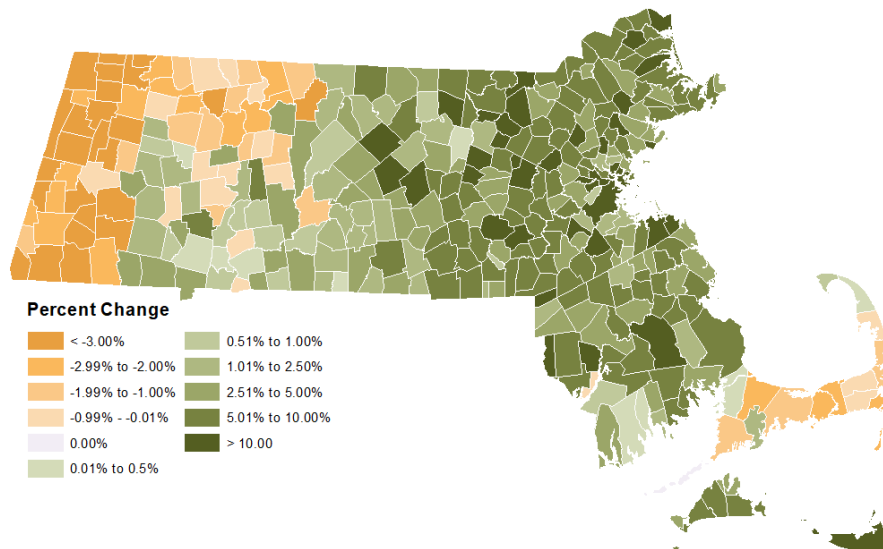 Percent Change
< -3.00%
-2.99% to -2.00%
-1.99% to -1.00%
-0.99% - -0.01%
0.00%
0.01% to 0.5%
0.51% to 1.00%
1.01% to 2.50%
2.51% to 5.00%
5.01% to 10.00%
> 10.00